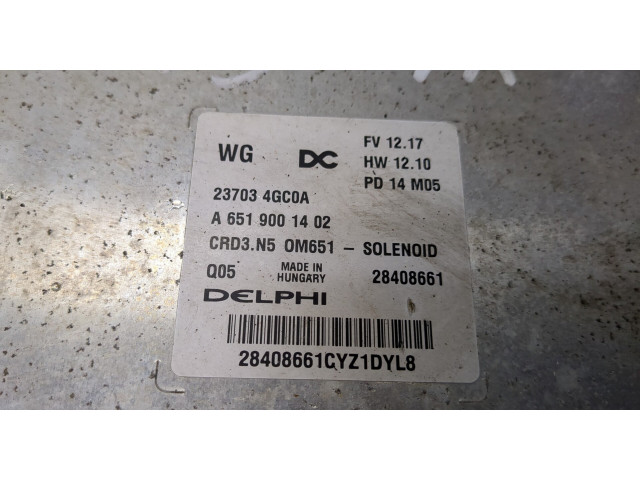 WG DC FV 12.17
HW 12.10
PD 14 M05
23703 4GC0A
A 651 900 14 02
CRD3.N5 OM651 – SOLENOID
Q05 MADE IN HUNGARY 28408661
DELPHI
28408661CYZ1DYL8